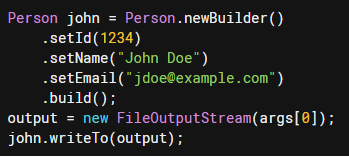 Person john = Person.newBuilder()
    .setId(1234)
    .setName("John Doe")
    .setEmail("jdoe@example.com")
    .build();
output = new FileOutputStream(args[0]);
john.writeTo(output);